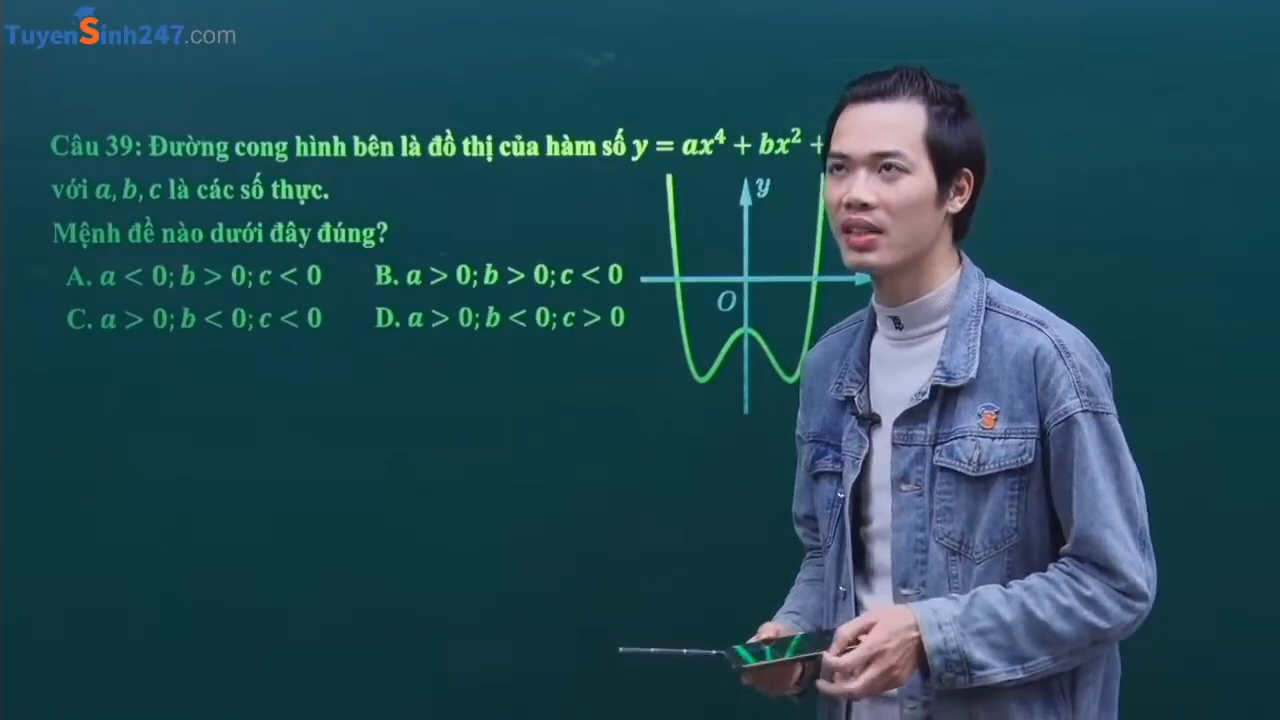 TuyenSinh247.com
Câu 39: Đường cong hình bên là đồ thị của hàm số y = ax⁴ + bx² +
với a, b, c là các số thực.
y
Mệnh đề nào dưới đây đúng?
A. a < 0; b > 0; c < 0 B. a > 0; b > 0; c < 0
O
C. a > 0; b < 0; c < 0 D. a > 0; b < 0; c > 0